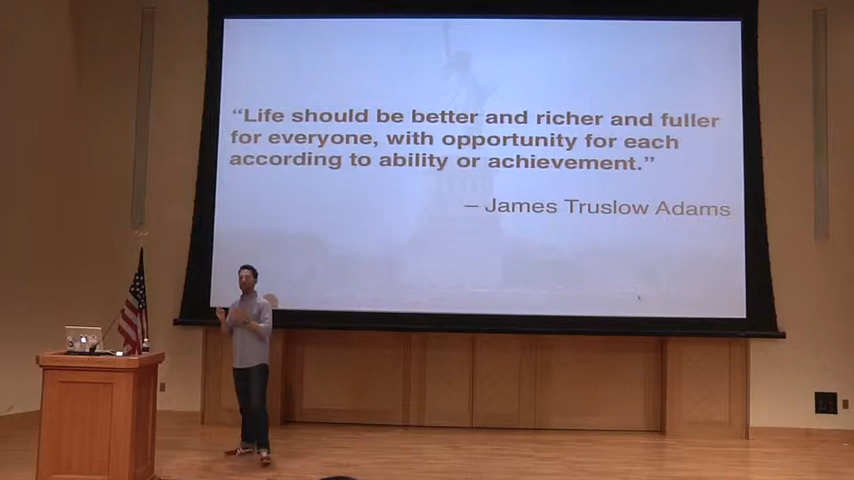 “Life should be better and richer and fuller
for everyone, with opportunity for each
according to ability or achievement.”
– James Truslow Adams